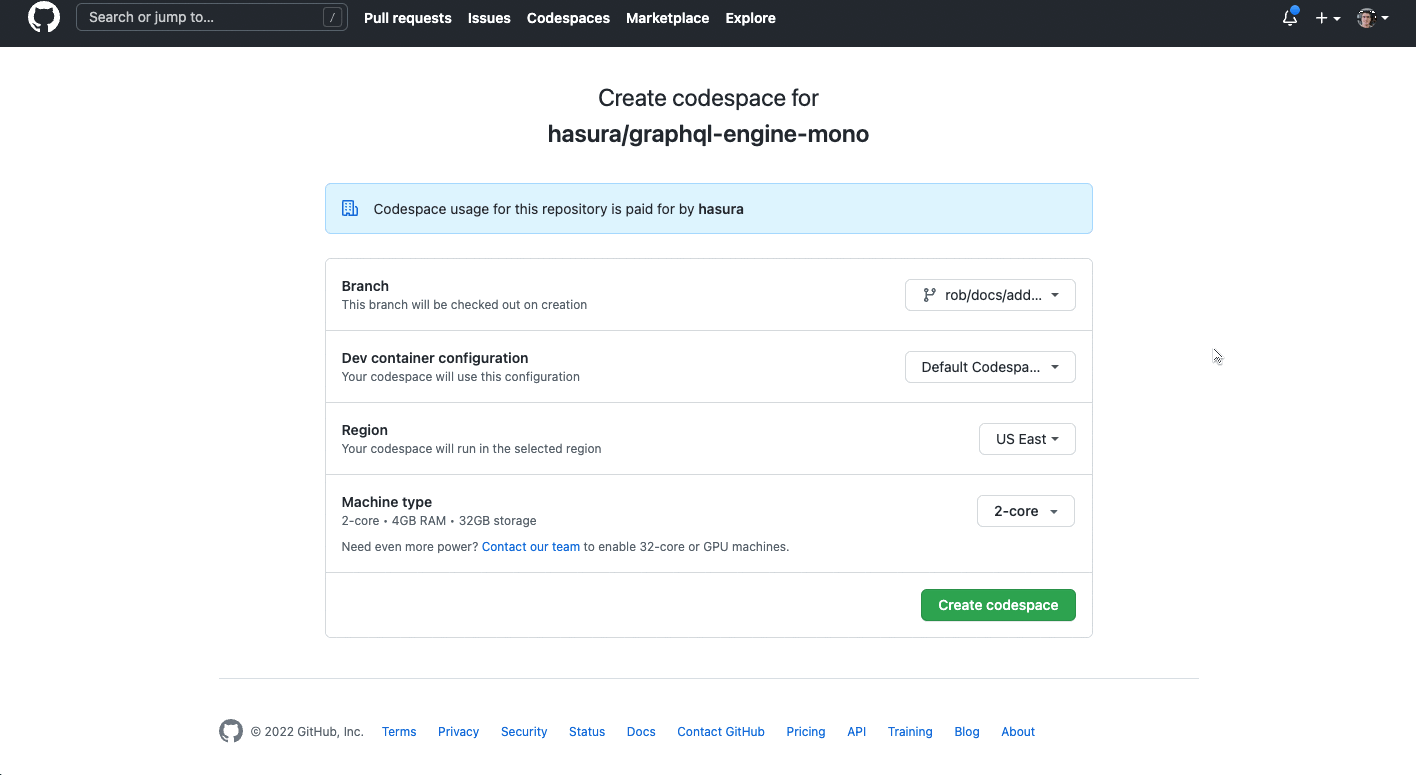 Search or jump to... /
Pull requests Issues Codespaces Marketplace Explore
Create codespace for
hasura/graphql-engine-mono
Codespace usage for this repository is paid for by hasura
Branch
This branch will be checked out on creation
rob/docs/add...
Dev container configuration
Your codespace will use this configuration
Default Codespa...
Region
Your codespace will run in the selected region
US East
Machine type
2-core • 4GB RAM • 32GB storage
2-core
Need even more power? Contact our team to enable 32-core or GPU machines.
Create codespace
© 2022 GitHub, Inc. Terms Privacy Security Status Docs Contact GitHub Pricing API Training Blog About